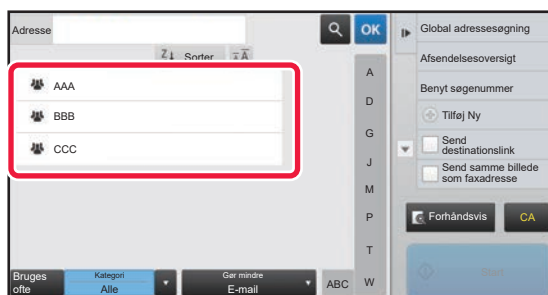 Adresse
OK
Sorter
AAA
BBB
CCC
A
D
G
J
M
P
T
W
ABC
Bruges ofte
Kategori
Alle
Gør mindre
E-mail
Global adressesøgning
Afsendelsesoversigt
Benyt søgenummer
Tilføj Ny
Send
destinationslink
Send samme billede
som faxadresse
Forhåndsvis
CA
Start